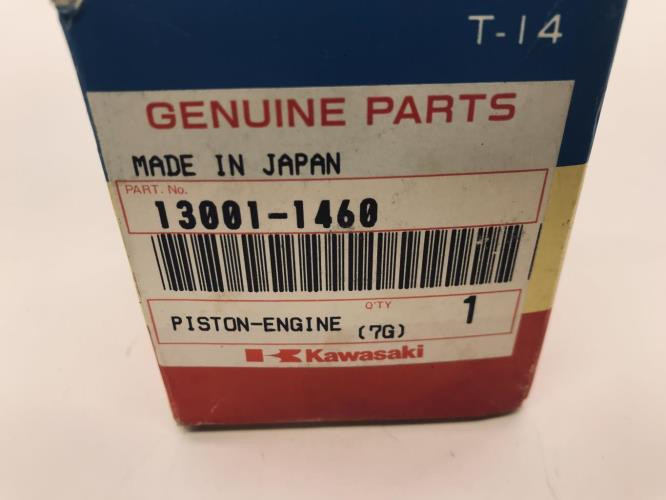 T-14
GENUINE PARTS
MADE IN JAPAN
PART. No.
13001-1460
Q'TY
PISTON-ENGINE (7G) 1
Kawasaki